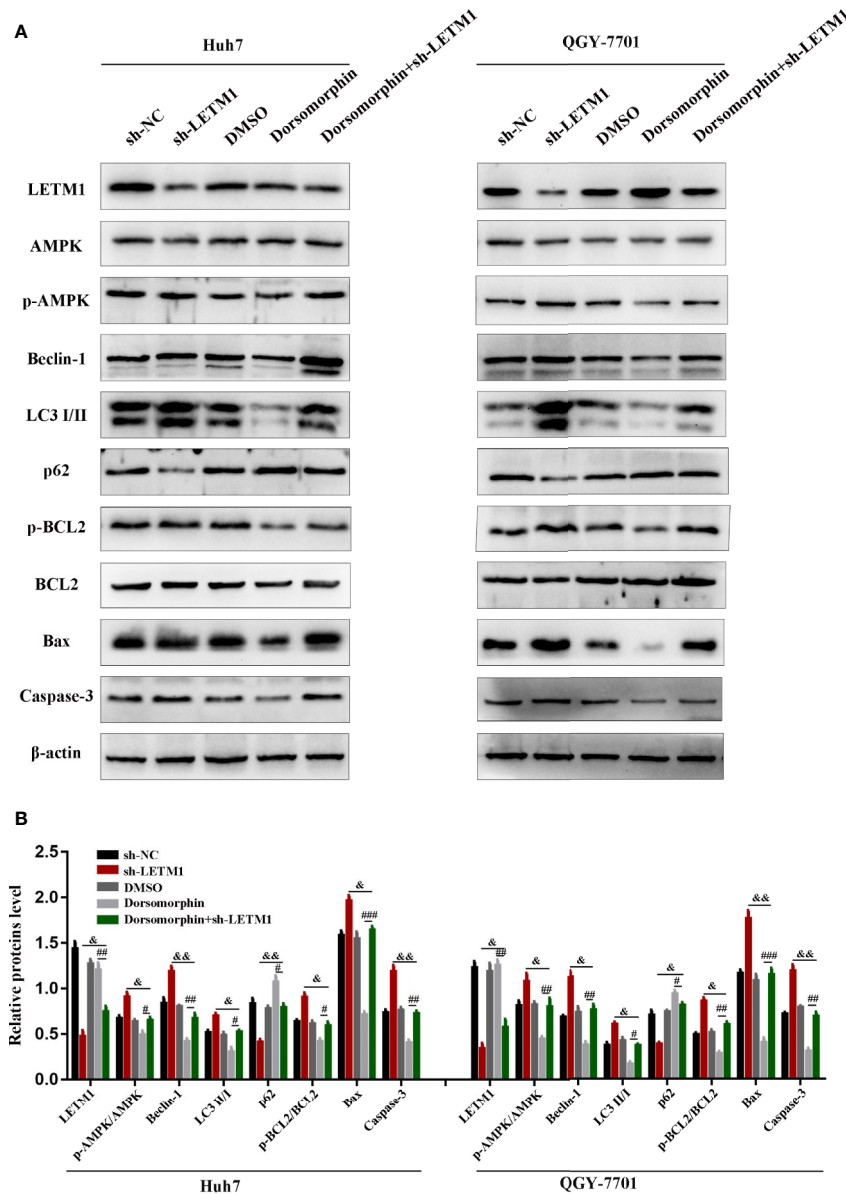 A
Huh7
QGY-7701
sh-NC
sh-LETM1
DMSO
Dorsomorphin
Dorsomorphin+sh-LETM1
sh-NC
sh-LETM1
DMSO
Dorsomorphin
Dorsomorphin+sh-LETM1
LETM1
AMPK
p-AMPK
Beclin-1
LC3 I/II
p62
p-BCL2
BCL2
Bax
Caspase-3
β-actin
B
Relative proteins level
2.5
2.0
1.5
1.0
0.5
0.0
sh-NC
sh-LETM1
DMSO
Dorsomorphin
Dorsomorphin+sh-LETM1
& ## & # && ## & # && # & # & ### && ##
& ## & # & ## & # & # & ## && ### && ##
LETM1
p-AMPK/AMPK
Beclin-1
LC3 II/I
p62
p-BCL2/BCL2
Bax
Caspase-3
LETM1
p-AMPK/AMPK
Beclin-1
LC3 II/I
p62
p-BCL2/BCL2
Bax
Caspase-3
Huh7
QGY-7701